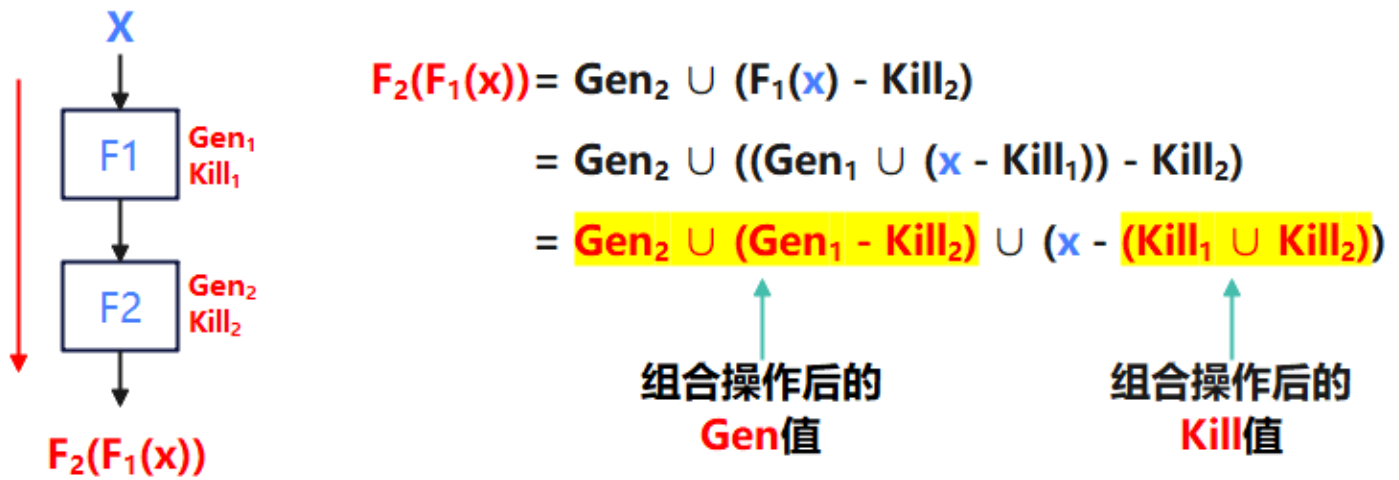 X
F1
Gen₁
Kill₁
F2
Gen₂
Kill₂
F₂(F₁(x))
F₂(F₁(x)) = Gen₂ ∪ (F₁(x) - Kill₂)
= Gen₂ ∪ ((Gen₁ ∪ (x - Kill₁)) - Kill₂)
= Gen₂ ∪ (Gen₁ - Kill₂) ∪ (x - (Kill₁ ∪ Kill₂))
组合操作后的
Gen值
组合操作后的
Kill值